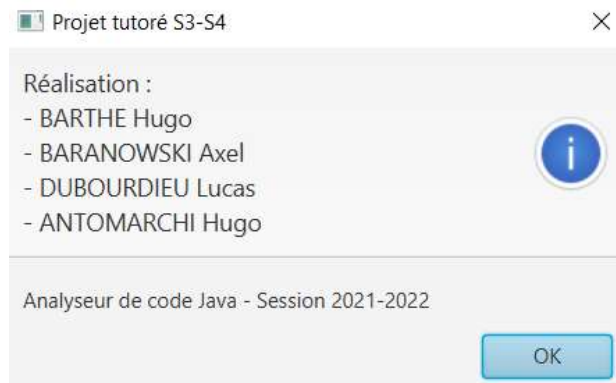 Projet tutoré S3-S4
Réalisation :
- BARTHE Hugo
- BARANOWSKI Axel
- DUBOURDIEU Lucas
- ANTOMARCHI Hugo
Analyseur de code Java - Session 2021-2022
OK